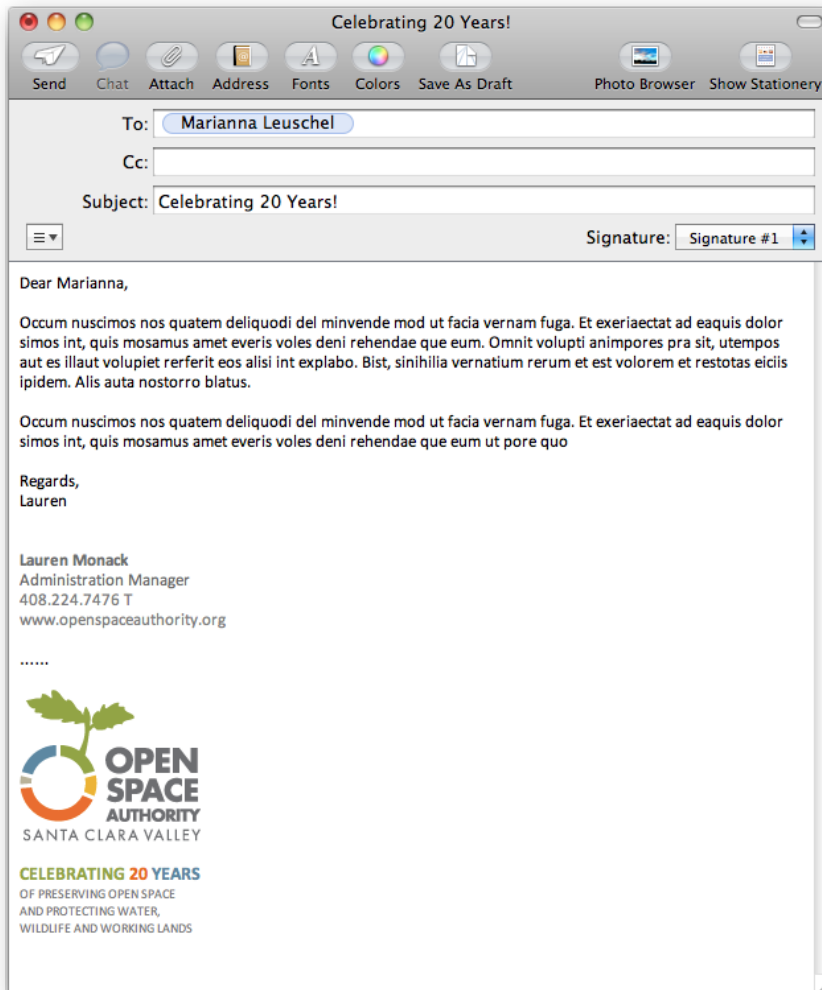 Celebrating 20 Years!
Send Chat Attach Address Fonts Colors Save As Draft Photo Browser Show Stationery
To: Marianna Leuschel
Cc:
Subject: Celebrating 20 Years!
Signature: Signature #1
Dear Marianna,
Occum nuscimos nos quatem deliquodi del minvende mod ut facia vernam fuga. Et exeriaectat ad eaquis dolor
simos int, quis mosamus amet everis voles deni rehendae que eum. Omnit volupti animpores pra sit, utempos
aut es illaut volupiet rerferit eos alisi int explabo. Bist, sinihilia vernatium rerum et est volorem et restotas eiciis
ipidem. Alis auta nostorro blatus.
Occum nuscimos nos quatem deliquodi del minvende mod ut facia vernam fuga. Et exeriaectat ad eaquis dolor
simos int, quis mosamus amet everis voles deni rehendae que eum ut pore quo
Regards,
Lauren
Lauren Monack
Administration Manager
408.224.7476 T
www.openspaceauthority.org
......
OPEN
SPACE
AUTHORITY
SANTA CLARA VALLEY
CELEBRATING 20 YEARS
OF PRESERVING OPEN SPACE
AND PROTECTING WATER,
WILDLIFE AND WORKING LANDS